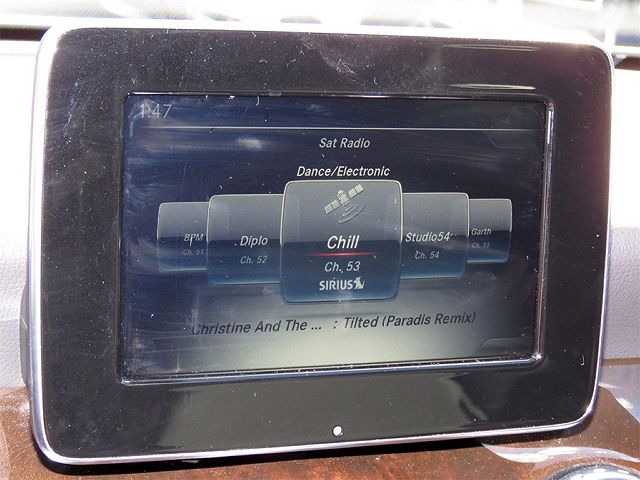 1:47
Sat Radio
Dance/Electronic
BPM Diplo Chill Studio54 Garth
Ch. 51 Ch. 52 Ch. 53 Ch. 54 Ch. 55
SIRIUS
Christine And The ... : Tilted (Paradis Remix)